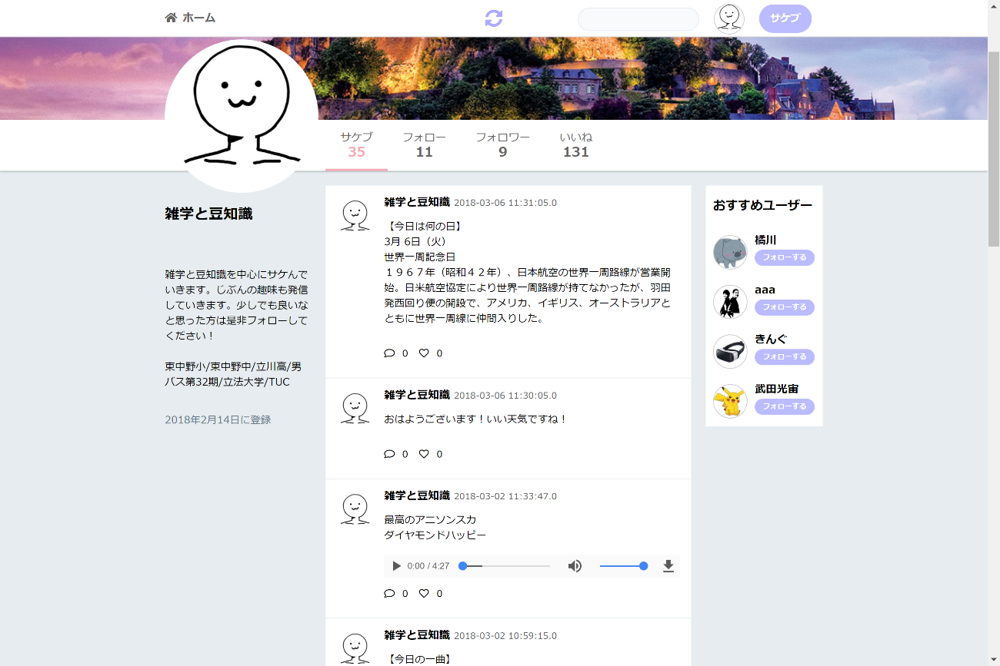 ホーム
サケブ
サケブ
35
フォロー
11
フォロワー
9
いいね
131
雑学と豆知識
雑学と豆知識を中心にサケんで
いきます。じぶんの趣味も発信
していきます。少しでも良いな
と思った方は是非フォローして
ください！
東中野小/東中野中/立川高/男
バス第32期/立法大学/TUC
2018年2月14日に登録
雑学と豆知識 2018-03-06 11:31:05.0
【今日は何の日】
3月 6日（火）
世界一周記念日
１９６７年（昭和４２年）、日本航空の世界一周路線が営業開
始。日米航空協定により世界一周路線が持てなかったが、羽田
発西回り便の開設で、アメリカ、イギリス、オーストラリアと
ともに世界一周線に仲間入りした。
0 0
雑学と豆知識 2018-03-06 11:30:05.0
おはようございます！いい天気ですね！
0 0
雑学と豆知識 2018-03-02 11:33:47.0
最高のアニソンスカ
ダイヤモンドハッピー
0:00 / 4:27
0 0
雑学と豆知識 2018-03-02 10:59:15.0
【今日の一曲】
おすすめユーザー
橘川
フォローする
aaa
フォローする
きんぐ
フォローする
武田光宙
フォローする